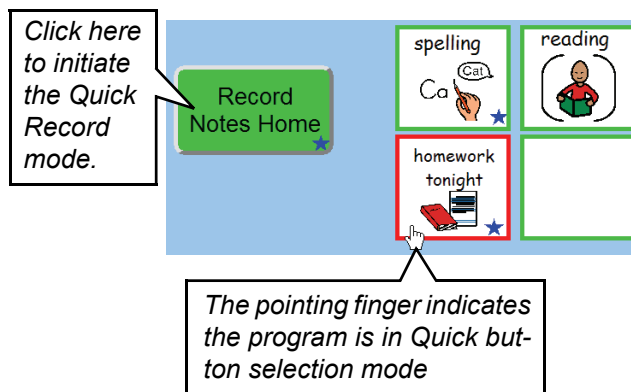 Click here
to initiate
the Quick
Record
mode.
Record
Notes Home
spelling
Cat
Ca
reading
homework
tonight
The pointing finger indicates
the program is in Quick but-
ton selection mode